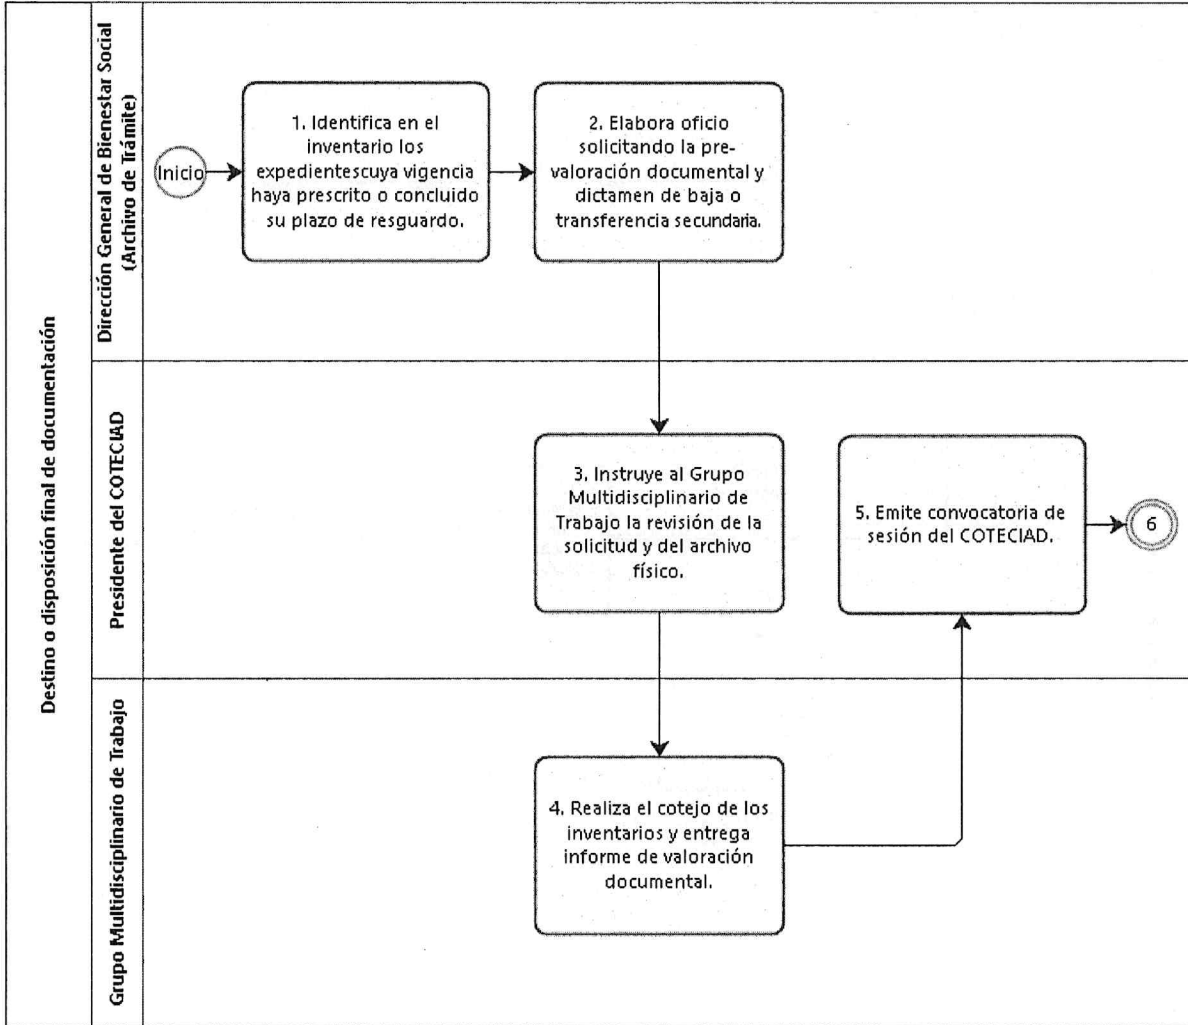 Destino o disposición final de documentación
Dirección General de Bienestar Social
(Archivo de Trámite)
Inicio
1. Identifica en el
inventario los
expedientescuya vigencia
haya prescrito o concluido
su plazo de resguardo.
2. Elabora oficio
solicitando la pre-
valoración documental y
dictamen de baja o
transferencia secundaria.
Presidente del COTECIAD
3. Instruye al Grupo
Multidisciplinario de
Trabajo la revisión de la
solicitud y del archivo
físico.
5. Emite convocatoria de
sesión del COTECIAD.
6
Grupo Multidisciplinario de Trabajo
4. Realiza el cotejo de los
inventarios y entrega
informe de valoración
documental.